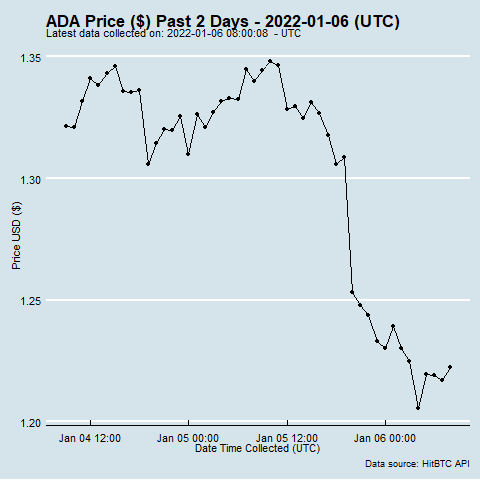 ADA Price ($) Past 2 Days - 2022-01-06 (UTC)
Latest data collected on: 2022-01-06 08:00:08  - UTC
Price USD ($)
1.35
1.30
1.25
1.20
Jan 04 12:00 Jan 05 00:00 Jan 05 12:00 Jan 06 00:00
Date Time Collected (UTC)
Data source: HitBTC API